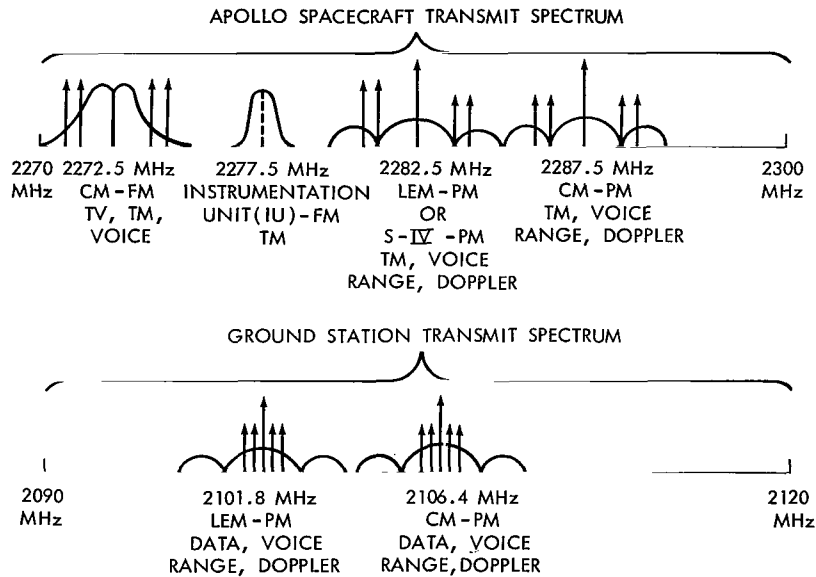 APOLLO SPACECRAFT TRANSMIT SPECTRUM
2270 MHz
2272.5 MHz
CM-FM
TV, TM,
VOICE
2277.5 MHz
INSTRUMENTATION
UNIT(IU)-FM
TM
2282.5 MHz
LEM-PM
OR
S-IV-PM
TM, VOICE
RANGE, DOPPLER
2287.5 MHz
CM-PM
TM, VOICE
RANGE, DOPPLER
2300
MHz
GROUND STATION TRANSMIT SPECTRUM
2090
MHz
2101.8 MHz
LEM-PM
DATA, VOICE
RANGE, DOPPLER
2106.4 MHz
CM-PM
DATA, VOICE
RANGE,DOPPLER
2120
MHz